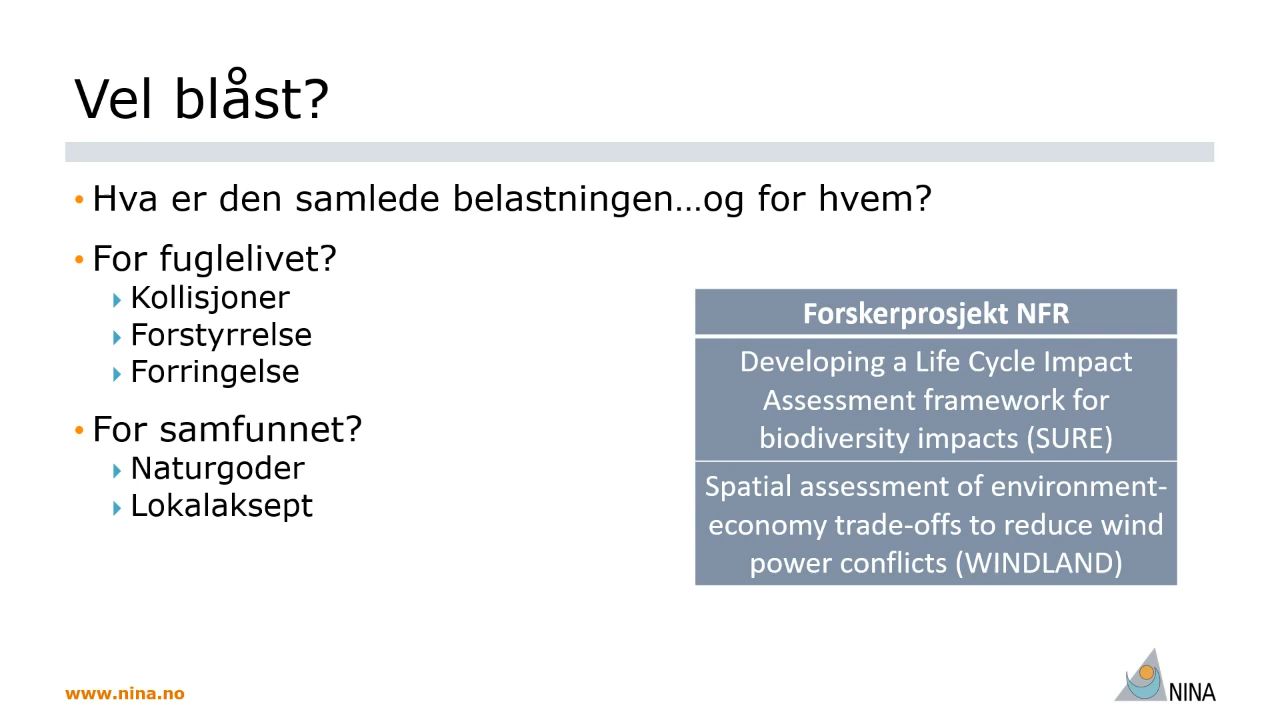 Vel blåst?
• Hva er den samlede belastningen…og for hvem?
• For fuglelivet?
Kollisjoner
Forstyrrelse
Forringelse
• For samfunnet?
Naturgoder
Lokalaksept
Forskerprosjekt NFR
Developing a Life Cycle Impact
Assessment framework for
biodiversity impacts (SURE)
Spatial assessment of environment-
economy trade-offs to reduce wind
power conflicts (WINDLAND)
www.nina.no
NINA